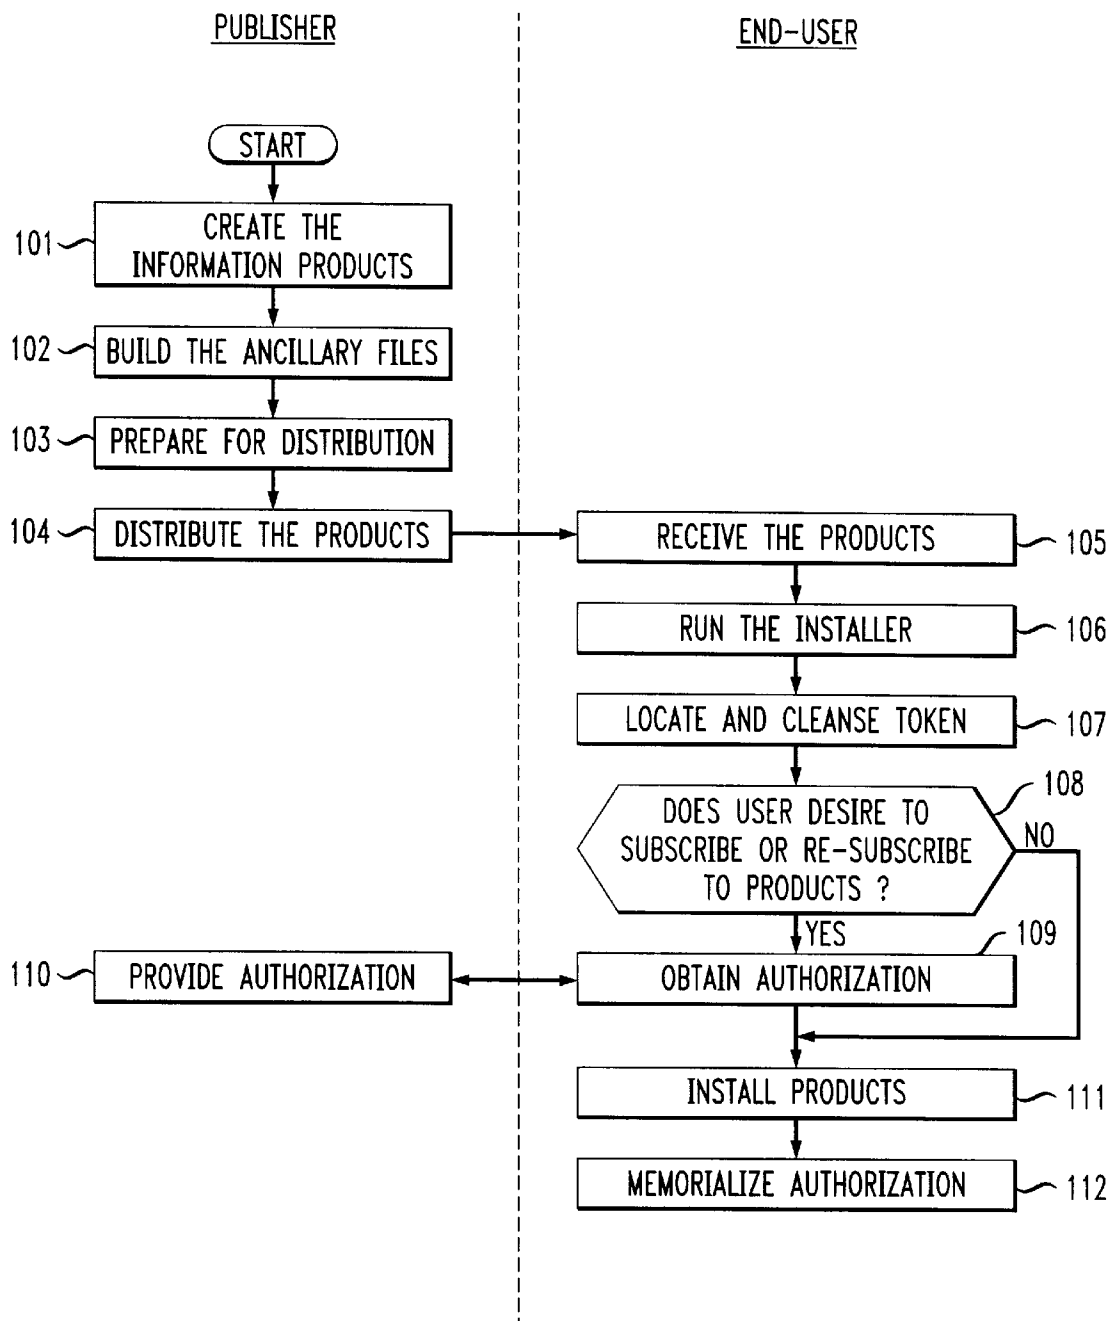 PUBLISHER
END-USER
START
101
CREATE THE
INFORMATION PRODUCTS
102
BUILD THE ANCILLARY FILES
103
PREPARE FOR DISTRIBUTION
104
DISTRIBUTE THE PRODUCTS
RECEIVE THE PRODUCTS
105
RUN THE INSTALLER
106
LOCATE AND CLEANSE TOKEN
107
108
DOES USER DESIRE TO
SUBSCRIBE OR RE-SUBSCRIBE
TO PRODUCTS ?
NO
YES
109
110
PROVIDE AUTHORIZATION
OBTAIN AUTHORIZATION
INSTALL PRODUCTS
111
MEMORIALIZE AUTHORIZATION
112